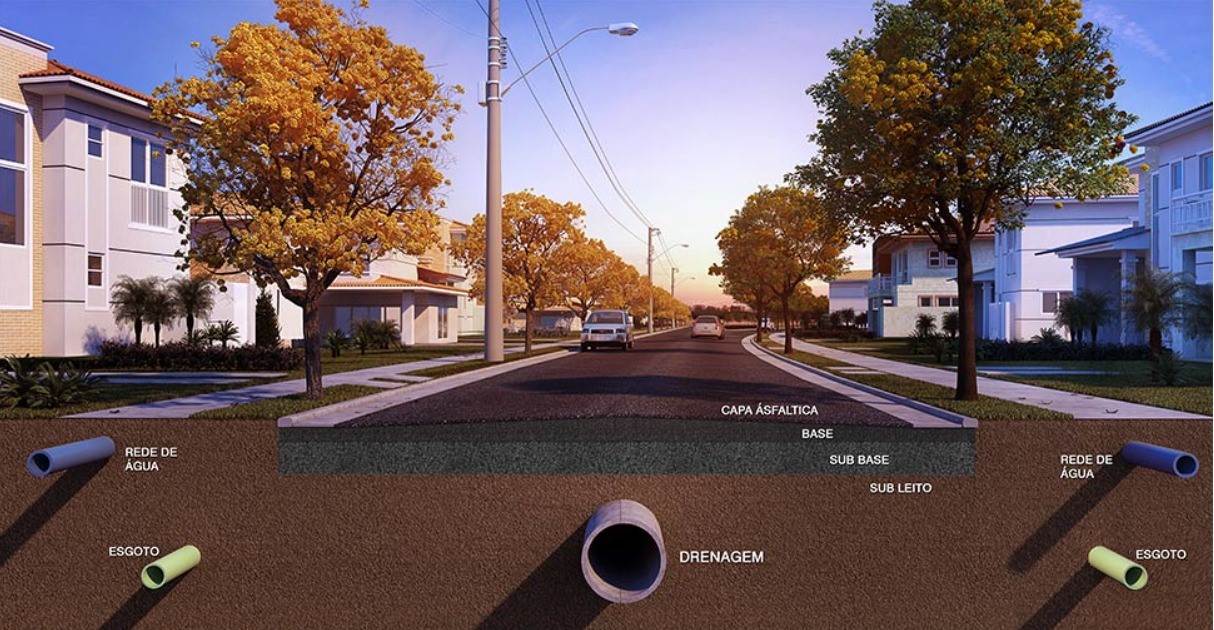 CAPA ÁSFALTICA
BASE
REDE DE
ÁGUA
SUB BASE
REDE DE
ÁGUA
SUB LEITO
ESGOTO
DRENAGEM
ESGOTO